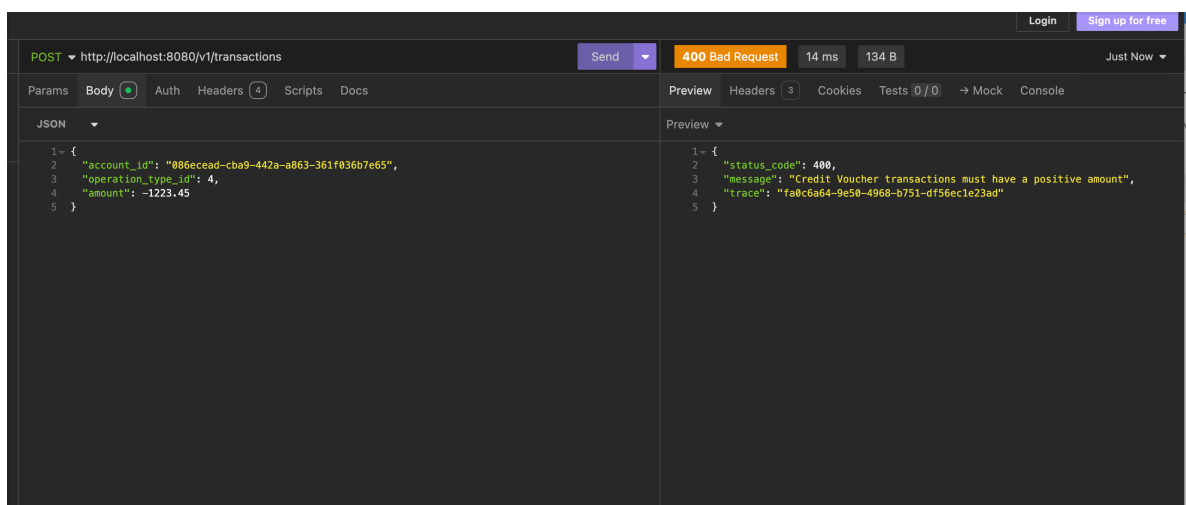 Login Sign up for free
POST http://localhost:8080/v1/transactions Send 400 Bad Request 14 ms 134 B Just Now
Params Body Auth Headers 4 Scripts Docs Preview Headers 3 Cookies Tests 0 / 0 → Mock Console
JSON Preview
1 {
2 "account_id": "086ecead-cba9-442a-a863-361f036b7e65",
3 "operation_type_id": 4,
4 "amount": -1223.45
5 }
1 {
2 "status_code": 400,
3 "message": "Credit Voucher transactions must have a positive amount",
4 "trace": "fa0c6a64-9e50-4968-b751-df56ec1e23ad"
5 }